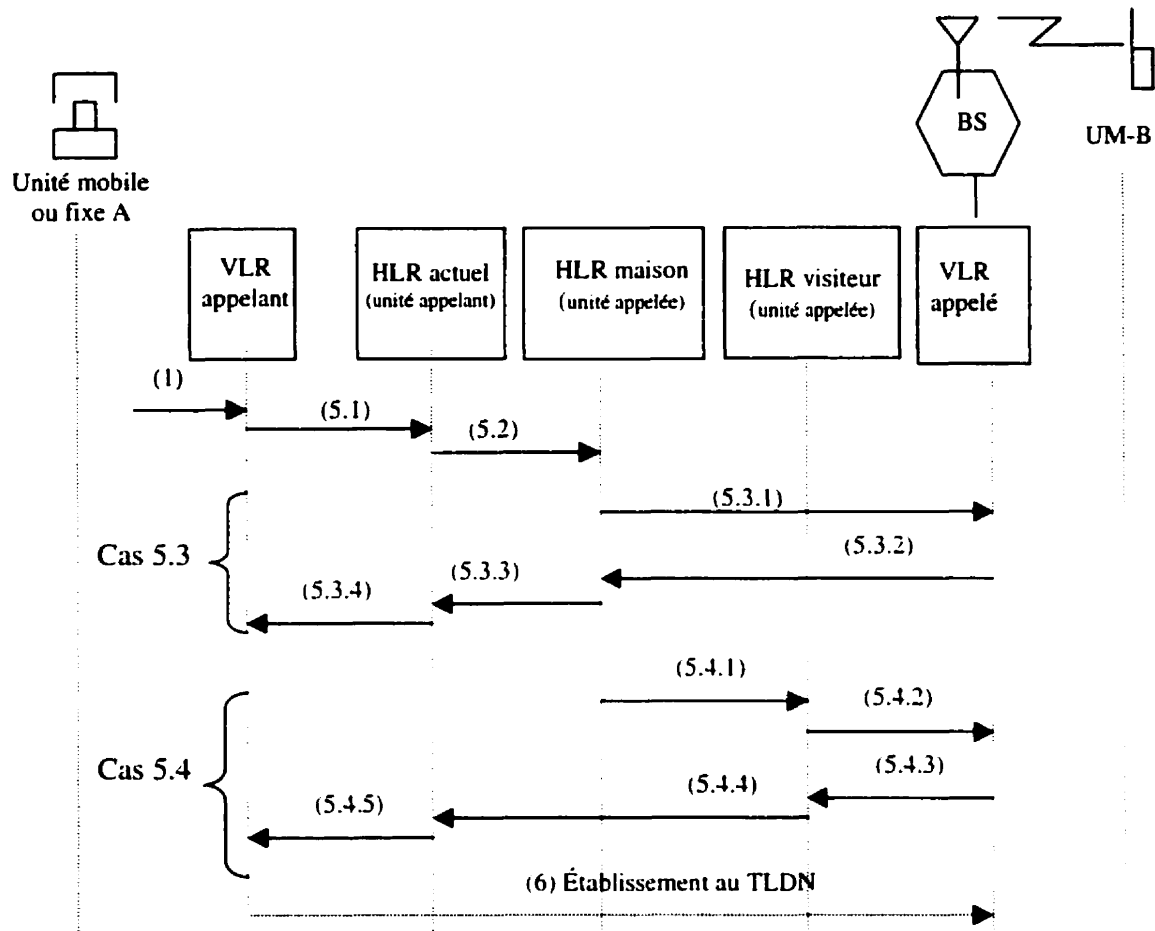 BS
UM-B
Unité mobile
ou fixe A
VLR
appelant
HLR actuel
(unité appelant)
HLR maison
(unité appelée)
HLR visiteur
(unité appelée)
VLR
appelé
(1)
(5.1)
(5.2)
(5.3.1)
Cas 5.3
(5.3.2)
(5.3.3)
(5.3.4)
(5.4.1)
(5.4.2)
Cas 5.4
(5.4.3)
(5.4.4)
(5.4.5)
(6) Établissement au TLDN